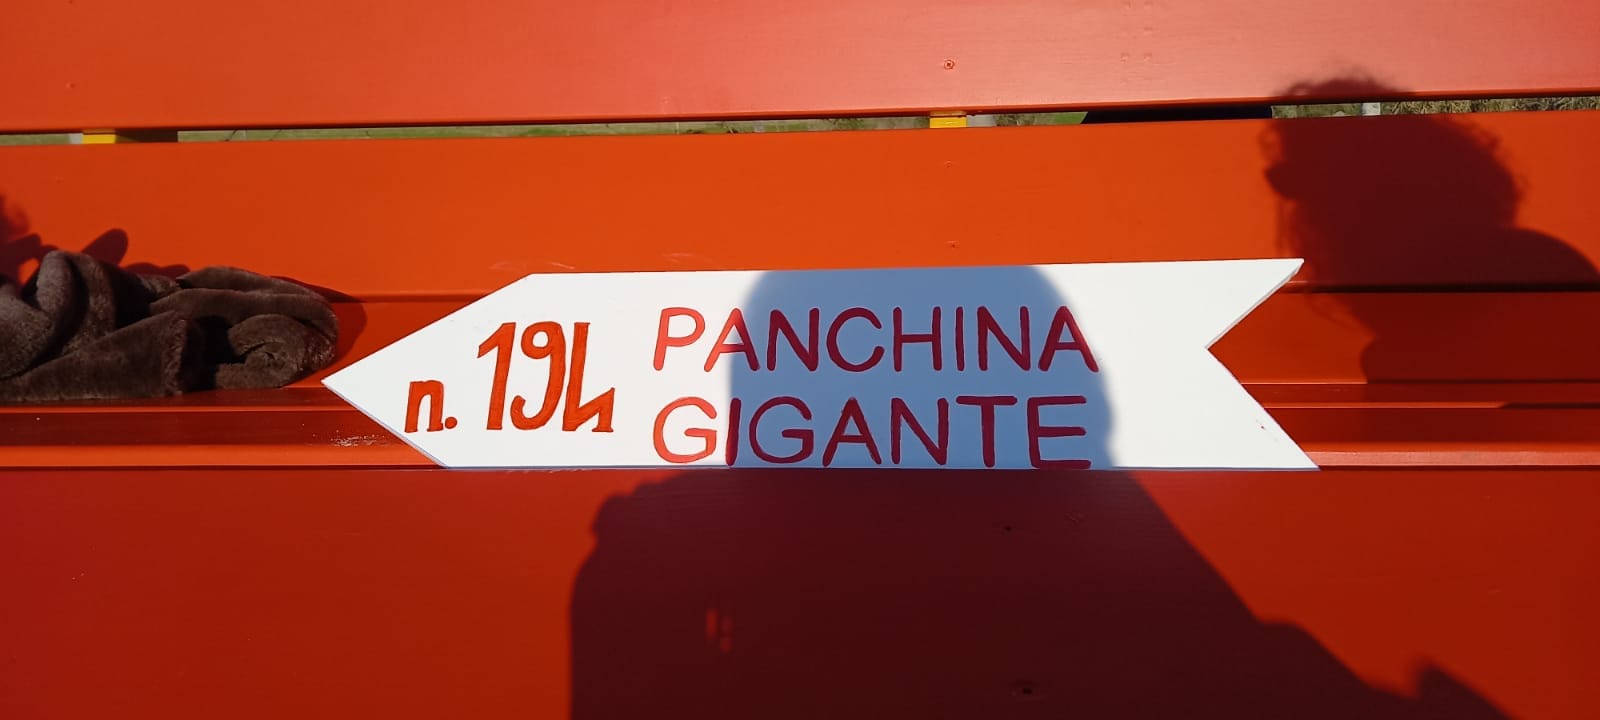 n. 194
PANCHINA
GIGANTE